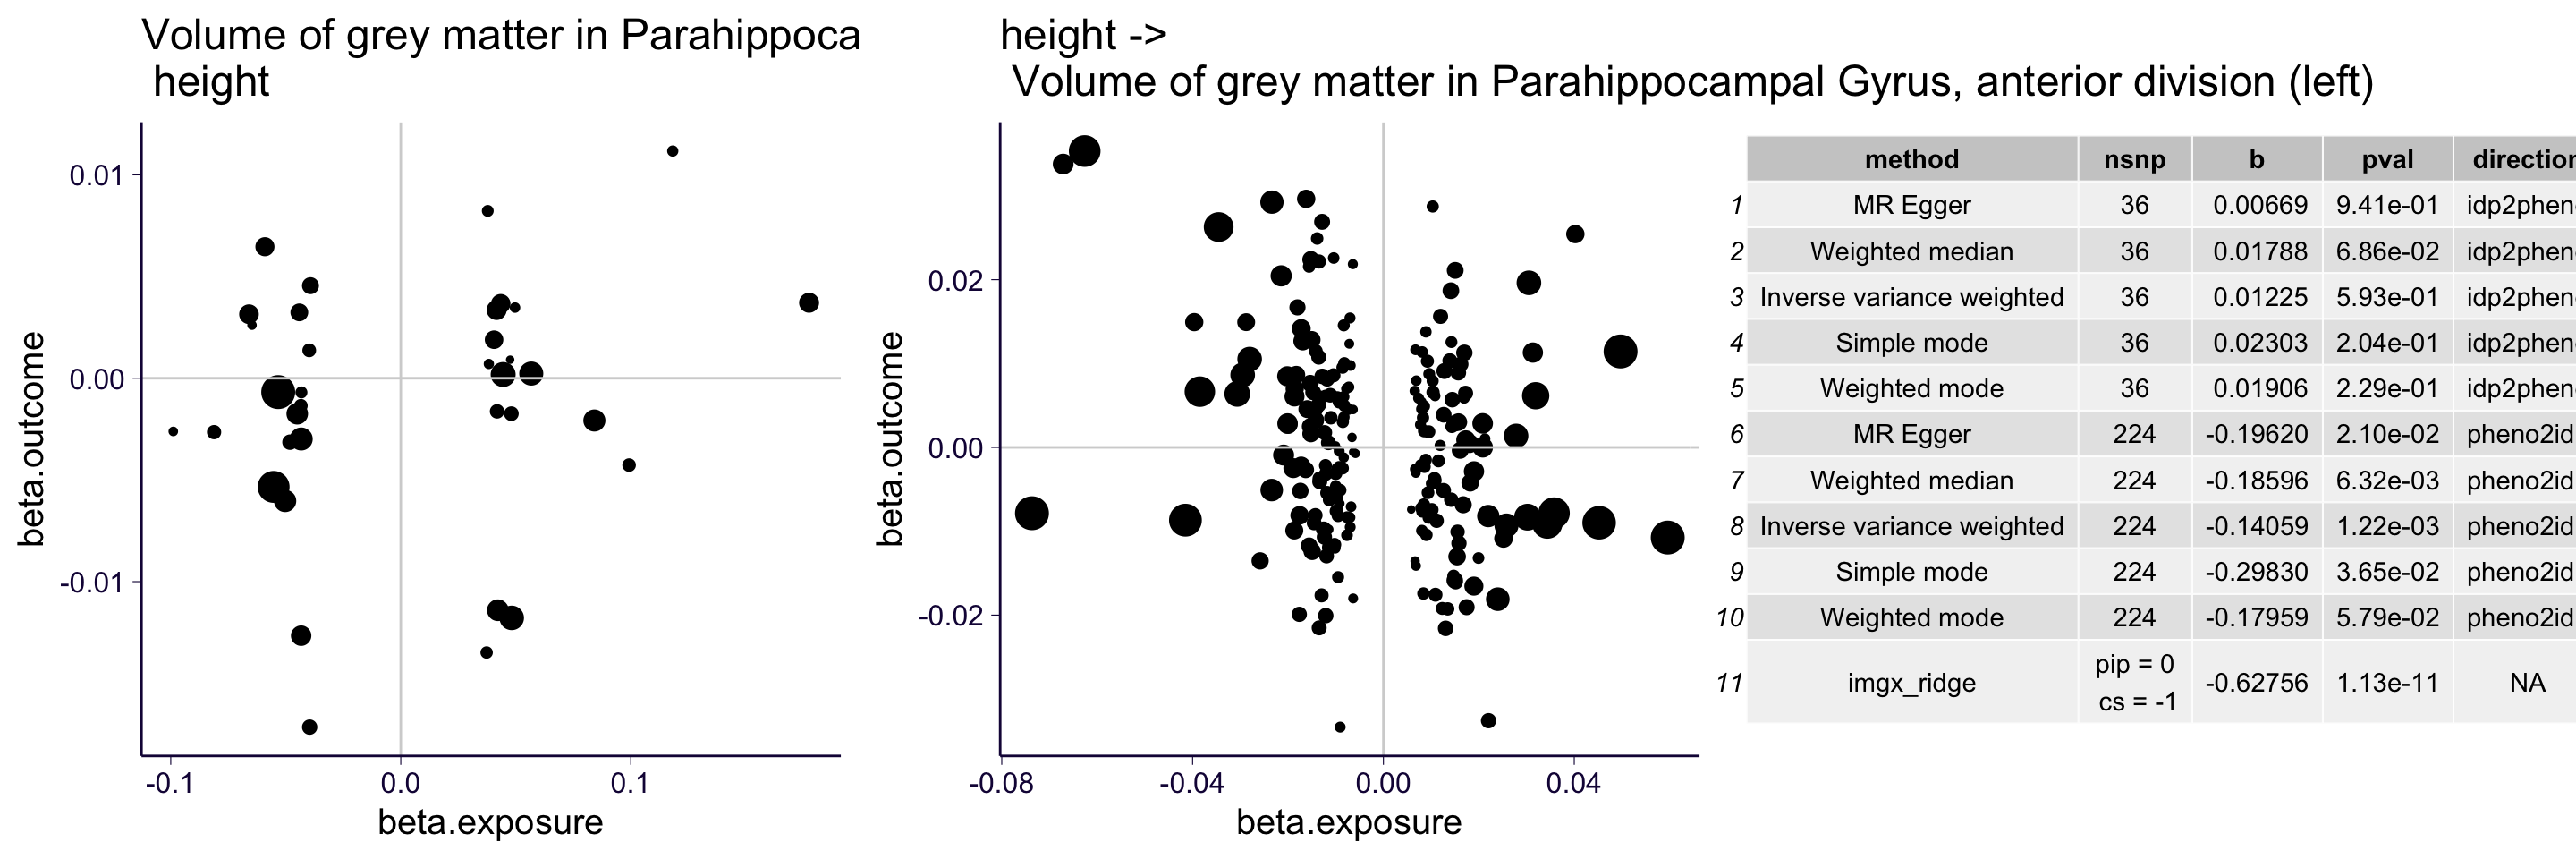 Volume of grey matter in Parahippoca
height
0.01
0.00
-0.01
-0.1 0.0 0.1
beta.exposure
beta.outcome
height ->
Volume of grey matter in Parahippocampal Gyrus, anterior division (left)
0.02
0.00
-0.02
-0.08 -0.04 0.00 0.04
beta.exposure
beta.outcome
method nsnp b pval direction
1 MR Egger 36 0.00669 9.41e-01 idp2phen
2 Weighted median 36 0.01788 6.86e-02 idp2phen
3 Inverse variance weighted 36 0.01225 5.93e-01 idp2phen
4 Simple mode 36 0.02303 2.04e-01 idp2phen
5 Weighted mode 36 0.01906 2.29e-01 idp2phen
6 MR Egger 224 -0.19620 2.10e-02 pheno2id
7 Weighted median 224 -0.18596 6.32e-03 pheno2id
8 Inverse variance weighted 224 -0.14059 1.22e-03 pheno2id
9 Simple mode 224 -0.29830 3.65e-02 pheno2id
10 Weighted mode 224 -0.17959 5.79e-02 pheno2id
11 imgx_ridge pip = 0 -0.62756 1.13e-11 NA
cs = -1